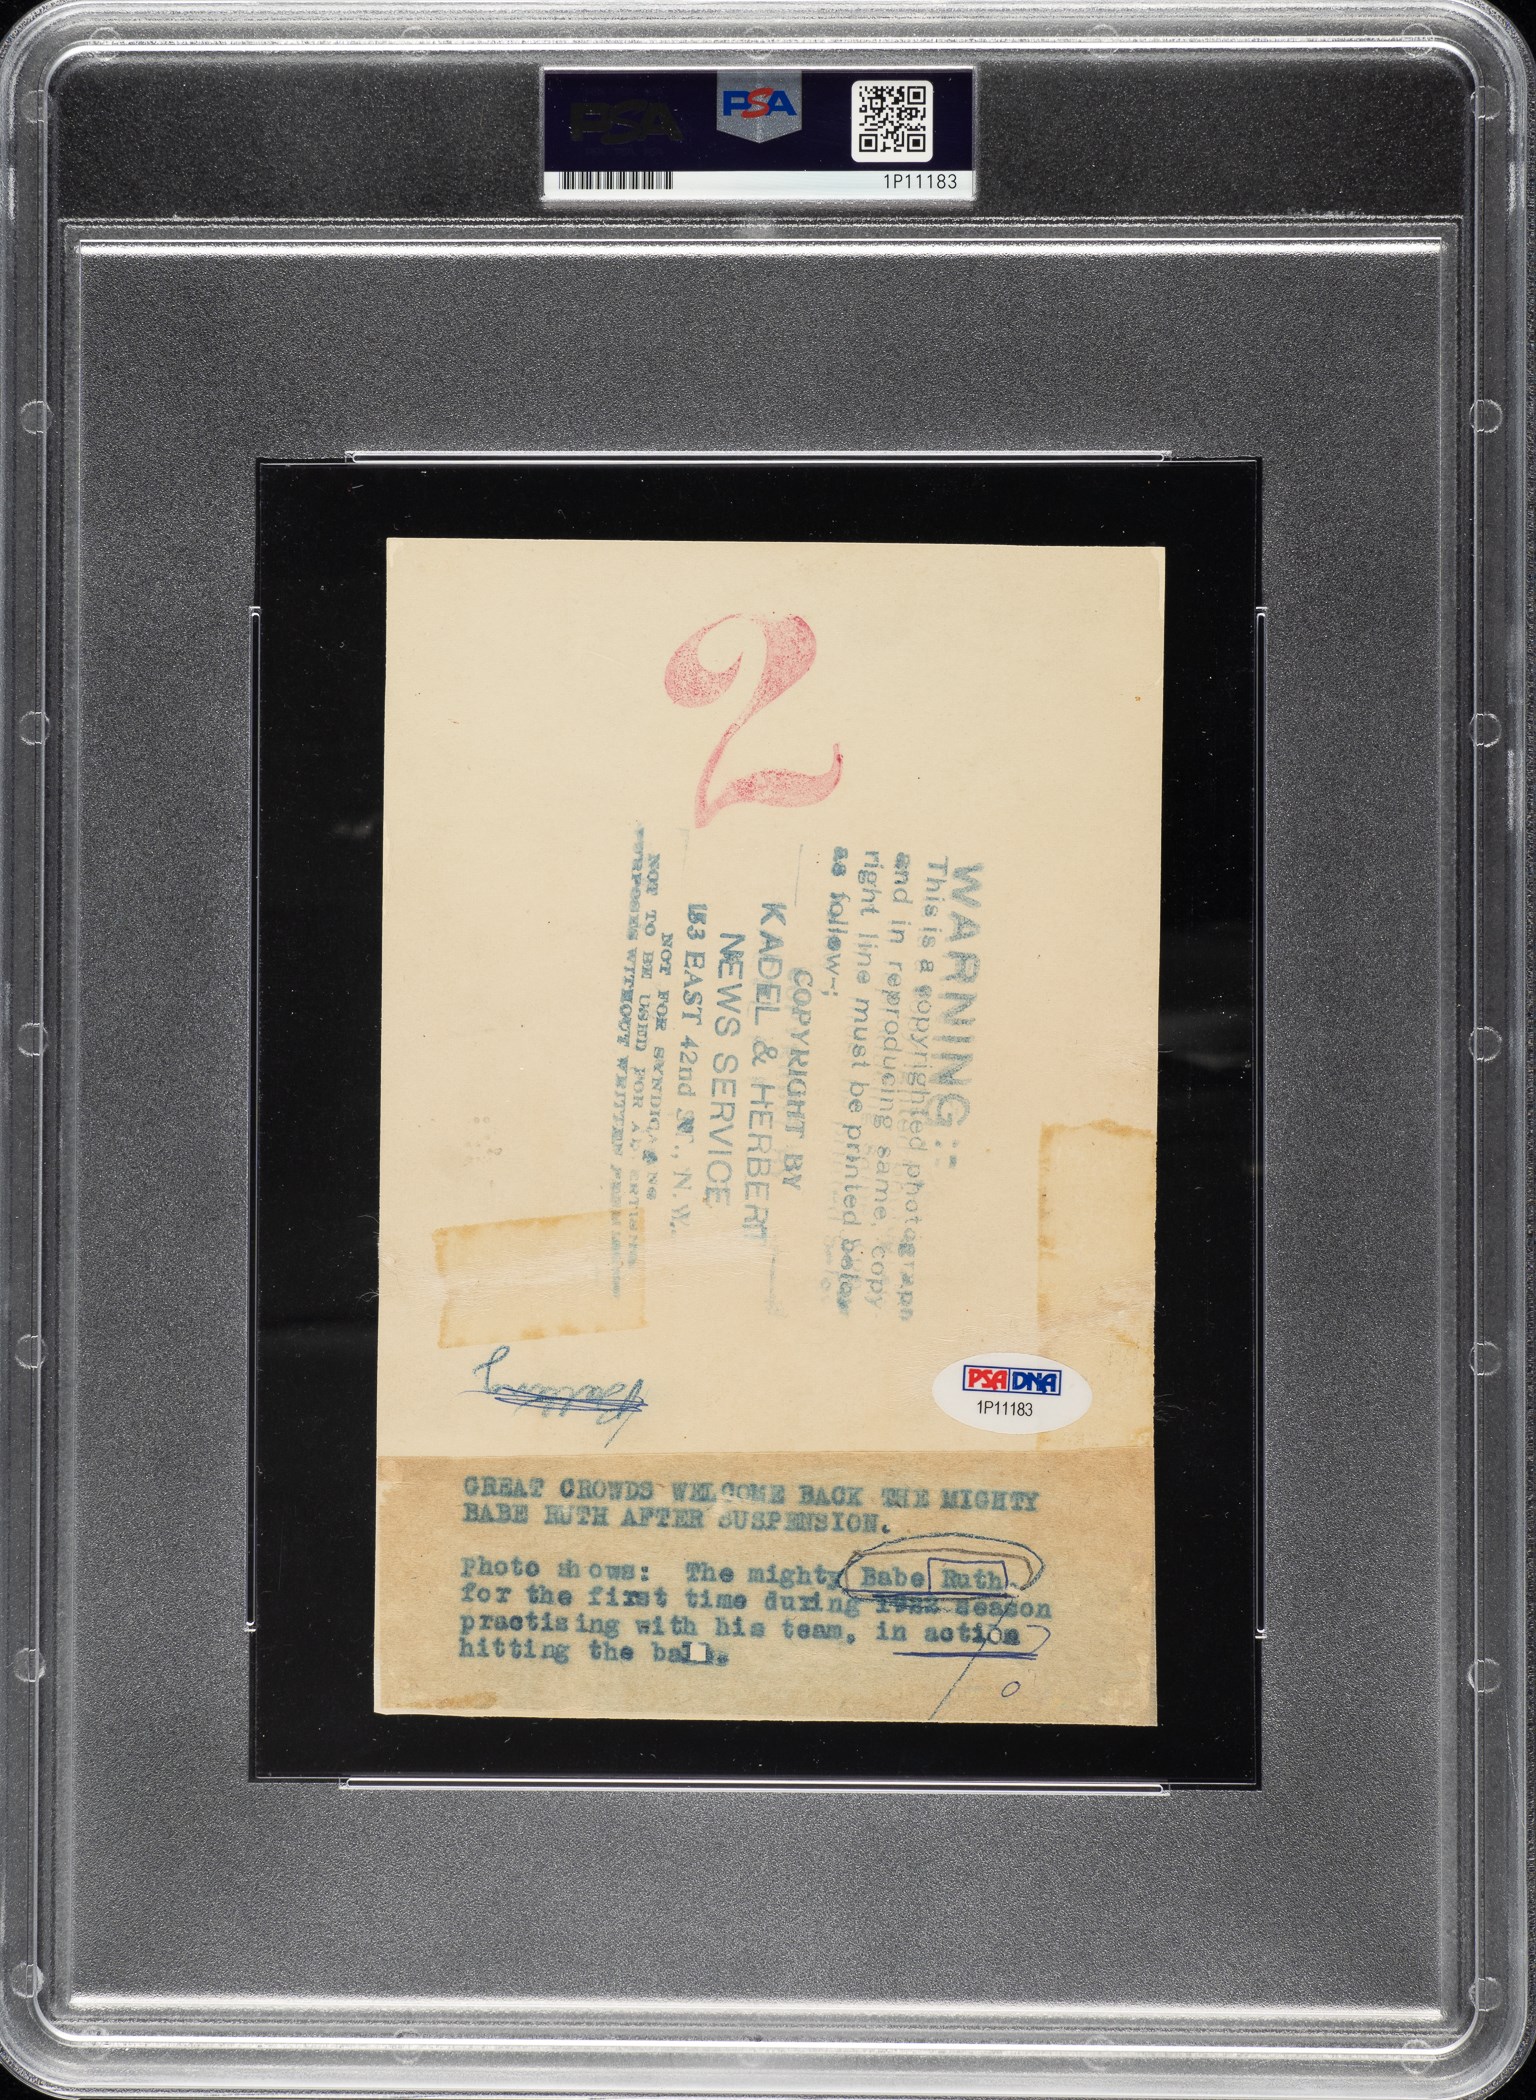 PSA
PSA
1P11183
2
WARNING:-
This is a copyrighted photograph
and in reproducing same, copy
right line must be printed below
as follow-;
COPYRIGHT BY
KADEL & HERBERT
NEWS SERVICE
153 EAST 42nd ST., N.Y.
NOT FOR SYNDICATING
NOT TO BE USED FOR ADVERTISING
PURPOSES WITHOUT WRITTEN PERMISSION
PSA DNA
1P11183
GREAT CROWDS WELCOME BACK THE MIGHTY
BABE RUTH AFTER SUSPENSION.
Photo shows: The mighty Babe Ruth
for the first time during 1922 season
practising with his team, in action
hitting the